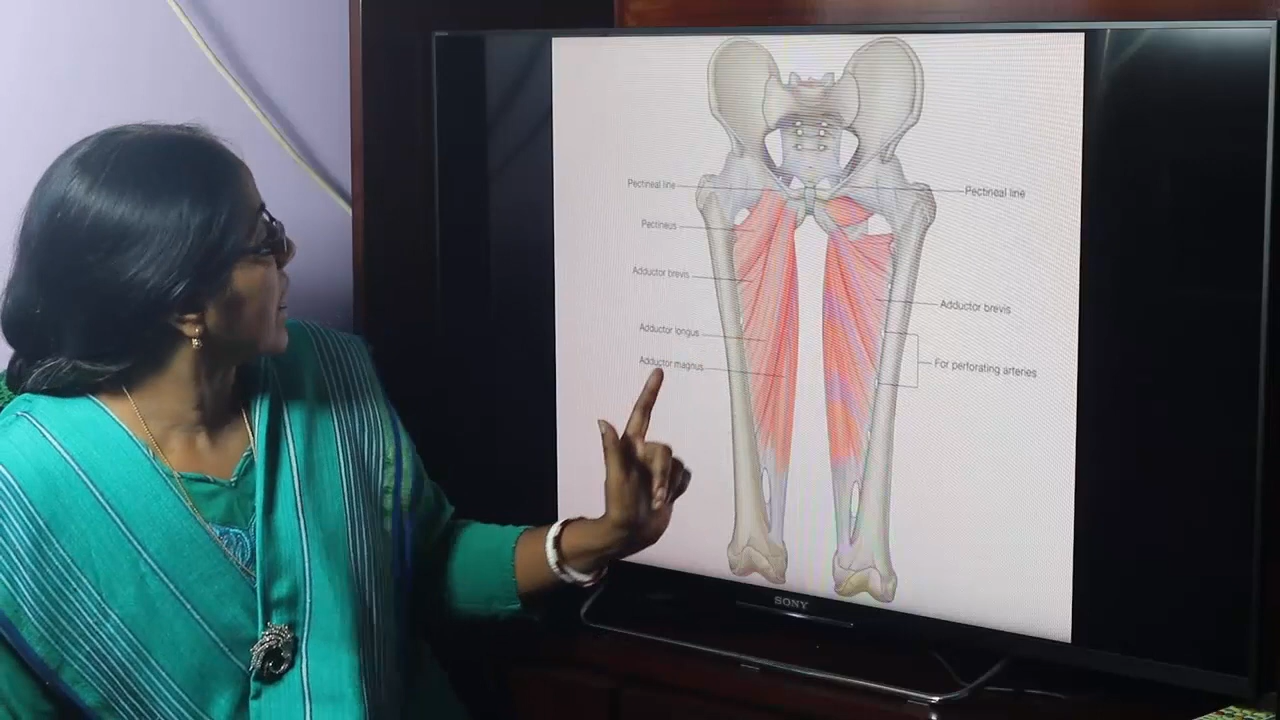 Pectineal line
Pectineus
Adductor brevis
Adductor longus
Adductor magnus
Pectineal line
Adductor brevis
For perforating arteries
SONY